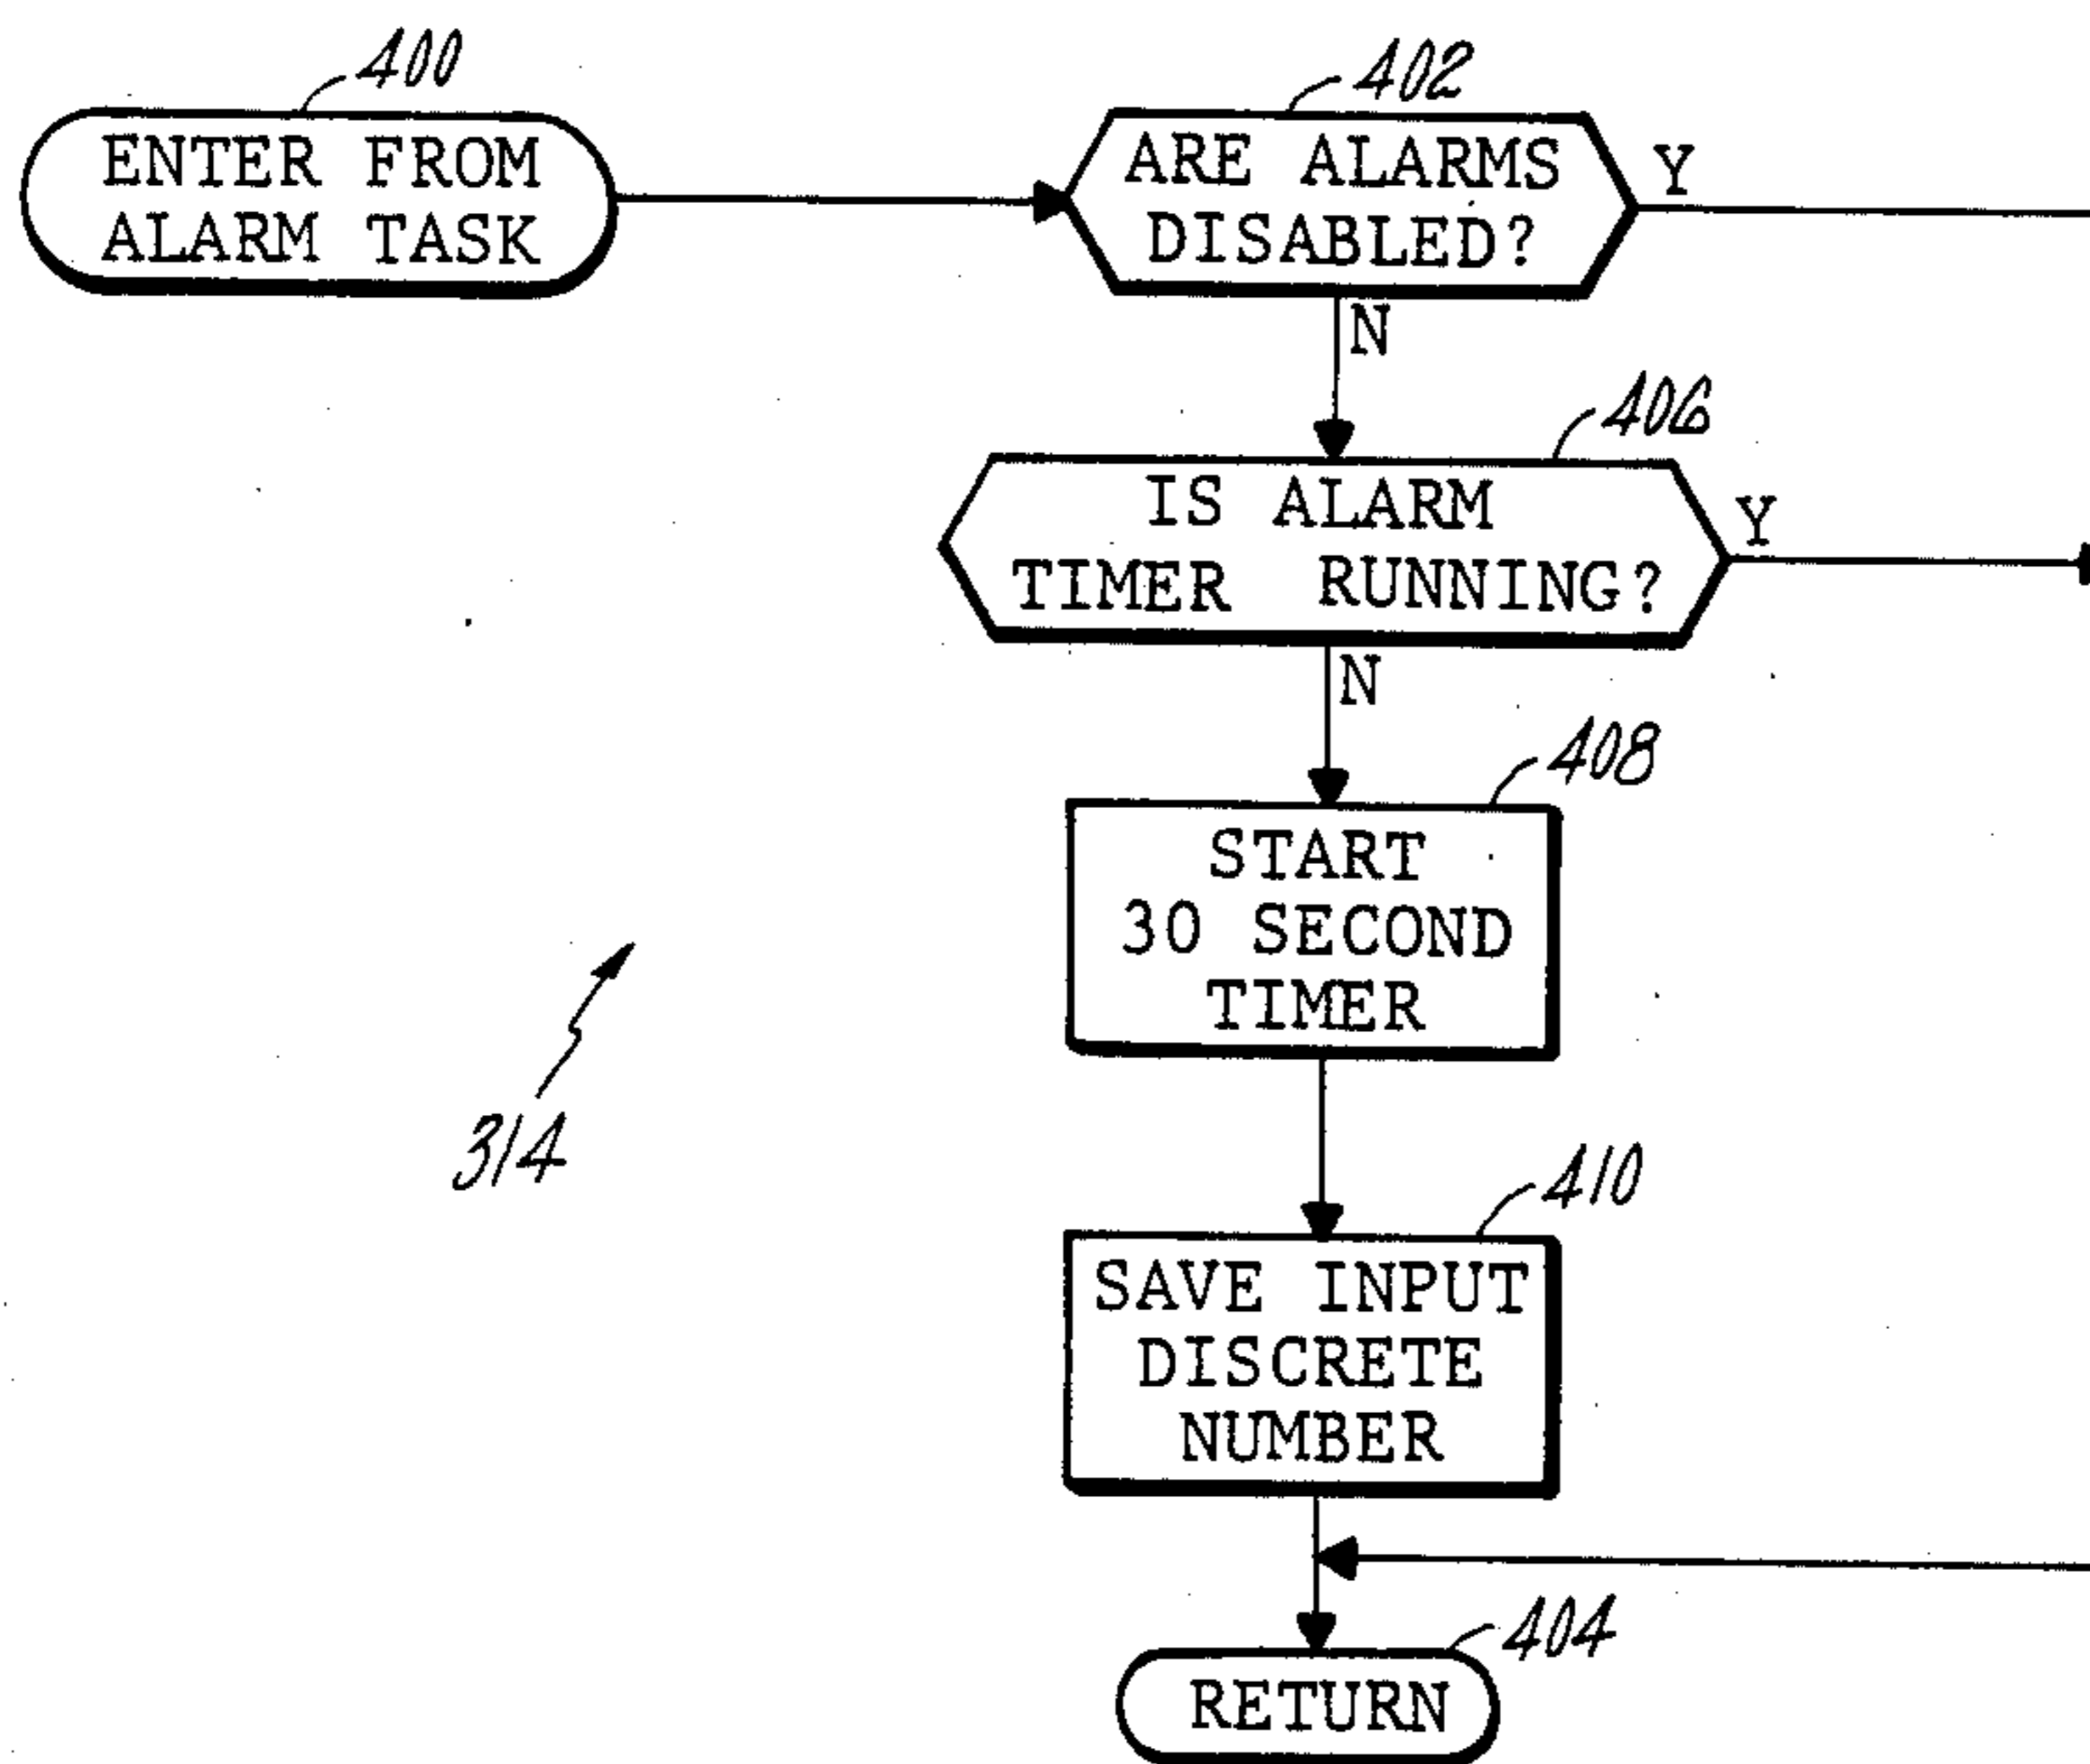 400
ENTER FROM
ALARM TASK
402
ARE ALARMS
DISABLED?
Y
N
406
IS ALARM
TIMER RUNNING?
Y
N
408
START
30 SECOND
TIMER
314
410
SAVE INPUT
DISCRETE
NUMBER
404
RETURN